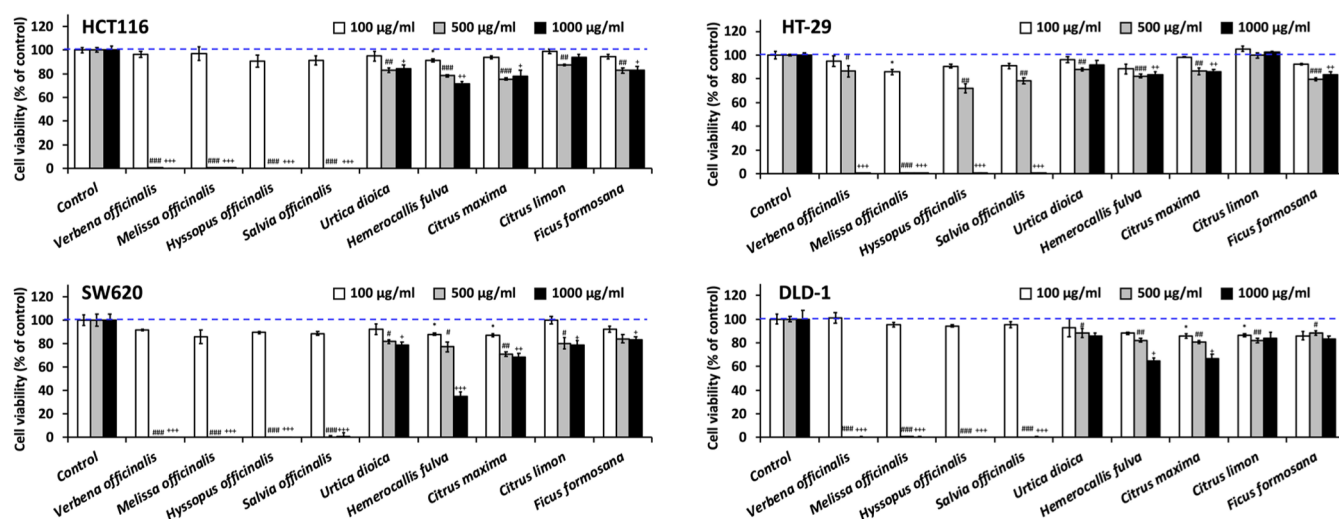 HCT116
100 µg/ml 500 µg/ml 1000 µg/ml
Cell viability (% of control)
120
100
80
60
40
20
0
### +++ ### +++ ### +++ ### +++ ## + * ### ++ ### + ## ## +
Control Verbena officinalis Melissa officinalis Hyssopus officinalis Salvia officinalis Urtica dioica Hemerocallis fulva Citrus maxima Citrus limon Ficus formosana
HT-29
100 µg/ml 500 µg/ml 1000 µg/ml
Cell viability (% of control)
120
100
80
60
40
20
0
# +++ * ### +++ ## +++ ## +++ ## ### ++ ## ++ ### ++
Control Verbena officinalis Melissa officinalis Hyssopus officinalis Salvia officinalis Urtica dioica Hemerocallis fulva Citrus maxima Citrus limon Ficus formosana
SW620
100 µg/ml 500 µg/ml 1000 µg/ml
Cell viability (% of control)
120
100
80
60
40
20
0
### +++ ### +++ ### +++ ###+++ # + * # +++ * ## ++ # + +
Control Verbena officinalis Melissa officinalis Hyssopus officinalis Salvia officinalis Urtica dioica Hemerocallis fulva Citrus maxima Citrus limon Ficus formosana
DLD-1
100 µg/ml 500 µg/ml 1000 µg/ml
Cell viability (% of control)
120
100
80
60
40
20
0
### +++ ### +++ ### +++ ### +++ # ## + * ## + * ## #
Control Verbena officinalis Melissa officinalis Hyssopus officinalis Salvia officinalis Urtica dioica Hemerocallis fulva Citrus maxima Citrus limon Ficus formosana